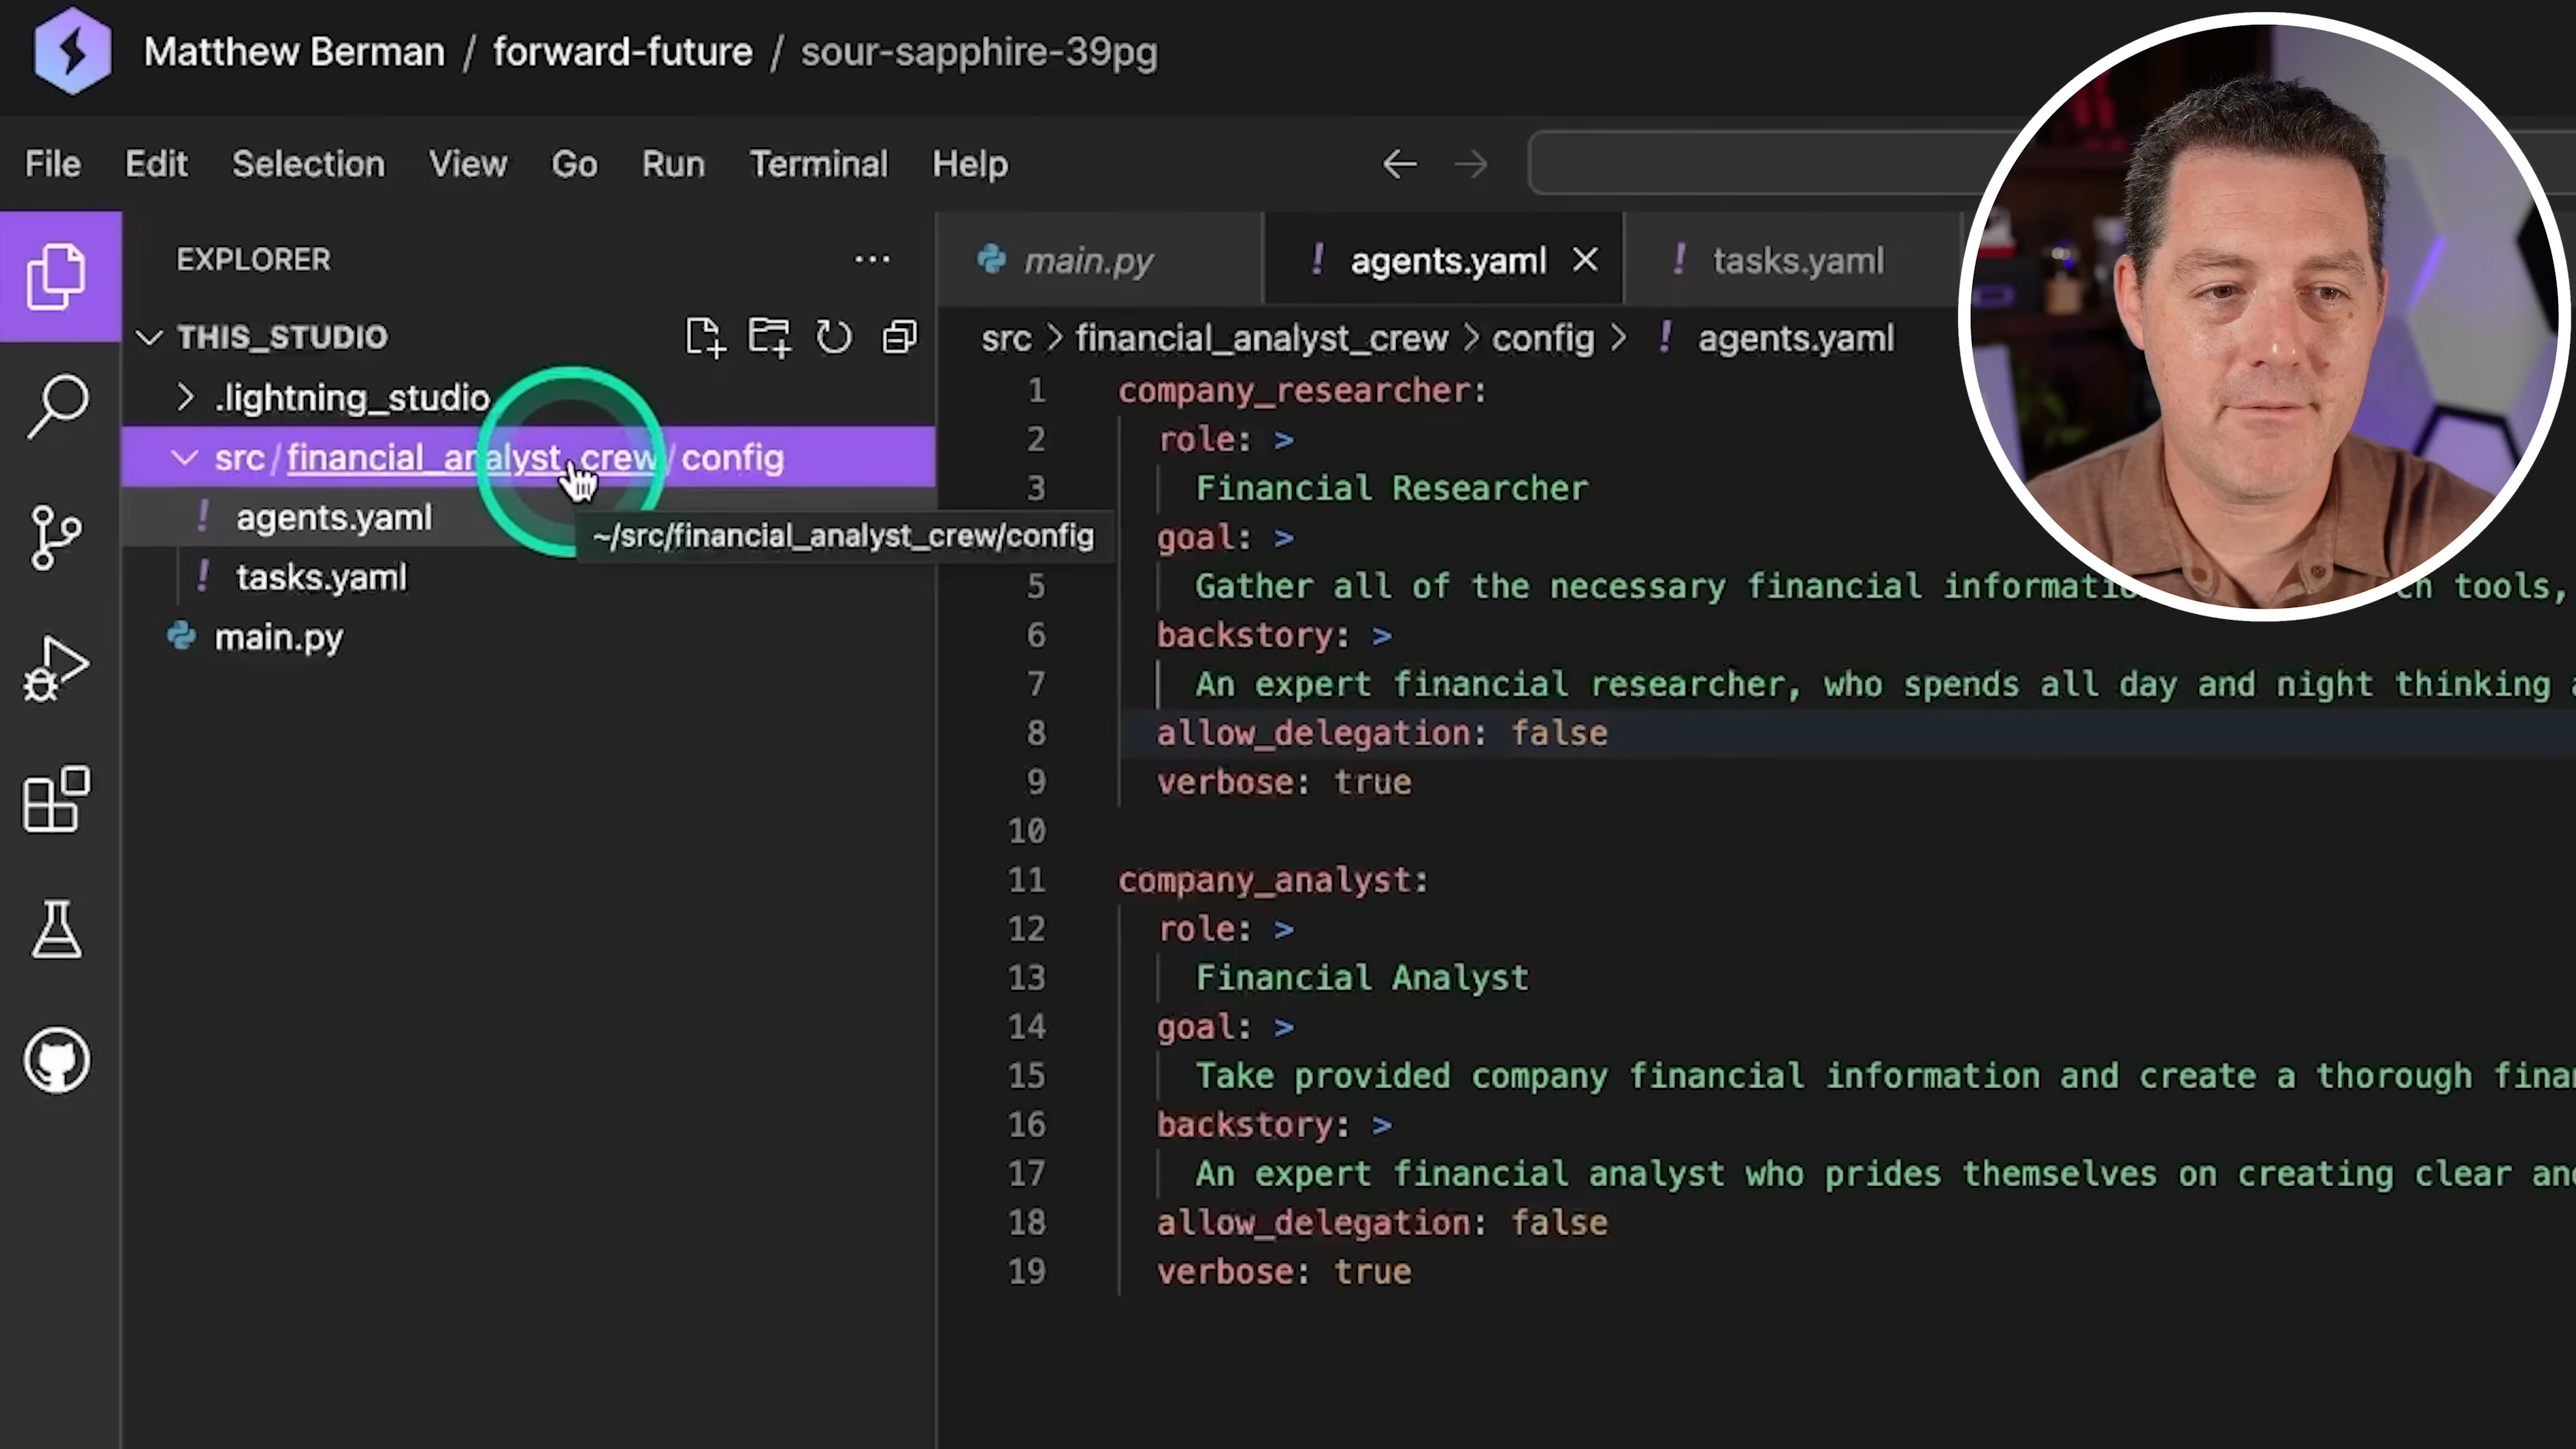 Matthew Berman / forward-future / sour-sapphire-39pg
File Edit Selection View Go Run Terminal Help
EXPLORER
THIS_STUDIO
.lightning_studio
src/financial_analyst_crew/config
agents.yaml
~/src/financial_analyst_crew/config
tasks.yaml
main.py
main.py
agents.yaml
tasks.yaml
src > financial_analyst_crew > config > ! agents.yaml
1 company_researcher:
2 role: >
3 Financial Researcher
goal: >
5 Gather all of the necessary financial tools,
6 backstory: >
7 An expert financial researcher, who spends all day and night thinking
8 allow_delegation: false
9 verbose: true
10
11 company_analyst:
12 role: >
13 Financial Analyst
14 goal: >
15 Take provided company financial information and create a thorough
16 backstory: >
17 An expert financial analyst who prides themselves on creating clear
18 allow_delegation: false
19 verbose: true